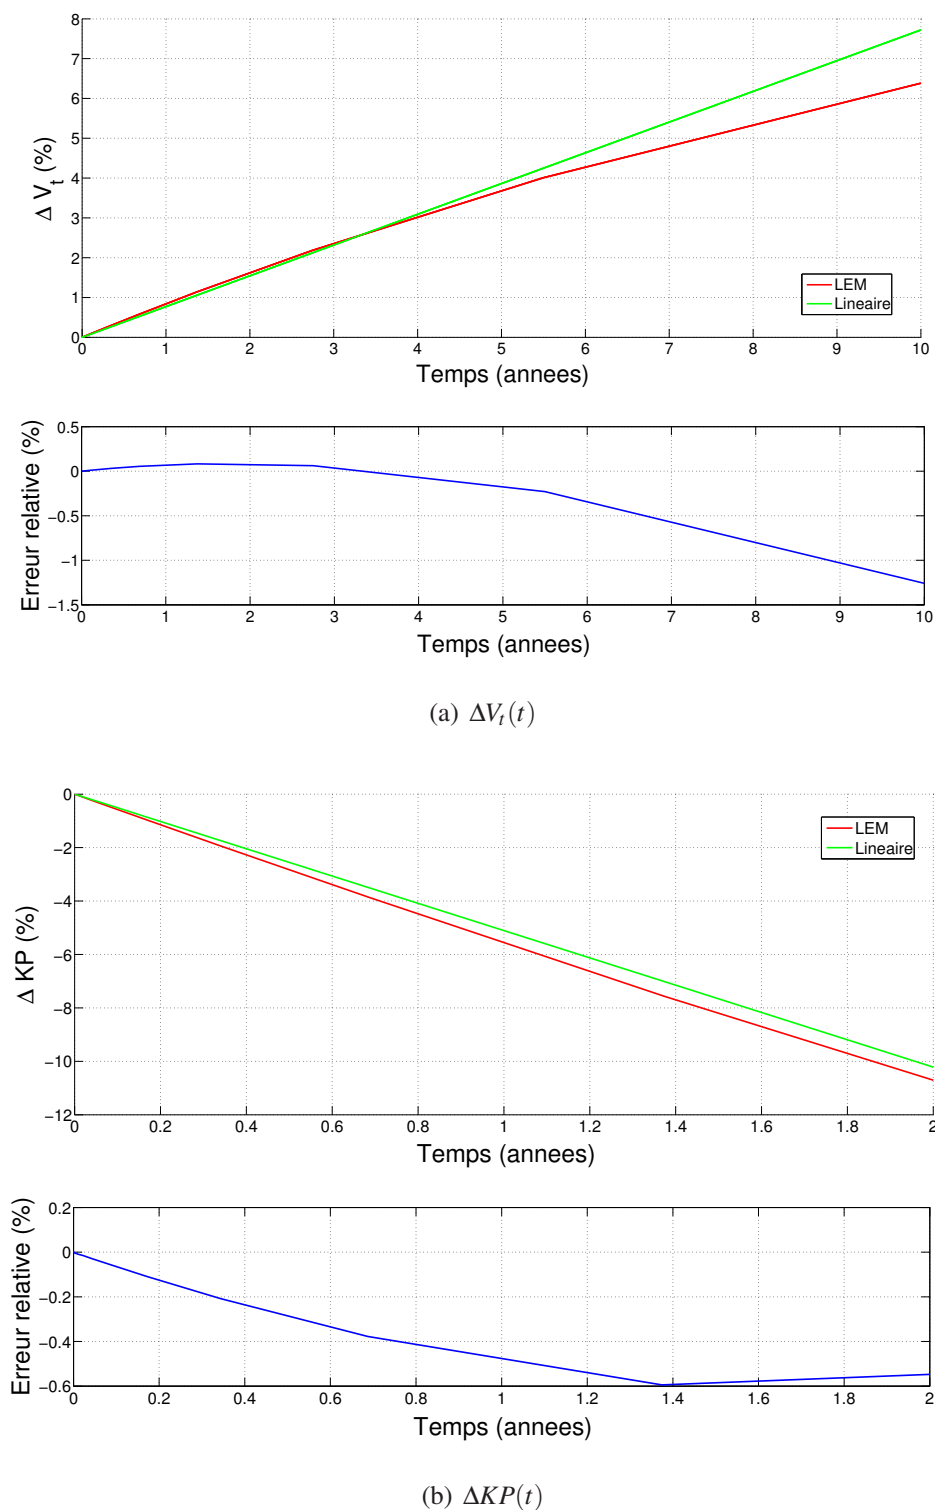 8
7
6
5
4
3
2
1
0
Δ V_t (%)
LEM
Lineaire
0 1 2 3 4 5 6 7 8 9 10
Temps (annees)
0.5
0
−0.5
−1
−1.5
Erreur relative (%)
0 1 2 3 4 5 6 7 8 9 10
Temps (annees)
(a) ΔV_t(t)
0
−2
−4
−6
−8
−10
−12
Δ KP (%)
LEM
Lineaire
0 0.2 0.4 0.6 0.8 1 1.2 1.4 1.6 1.8 2
Temps (annees)
0.2
0
−0.2
−0.4
−0.6
Erreur relative (%)
0 0.2 0.4 0.6 0.8 1 1.2 1.4 1.6 1.8 2
Temps (annees)
(b) ΔKP(t)